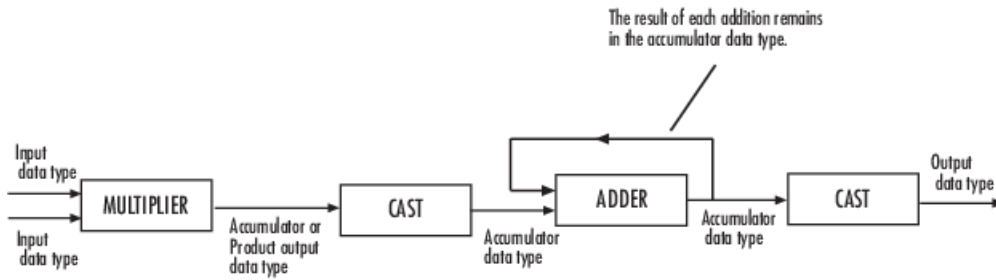 The result of each addition remains
in the accumulator data type.
Input
data type
MULTIPLIER
Input
data type
Accumulator or
Product output
data type
CAST
Accumulator
data type
ADDER
Accumulator
data type
CAST
Output
data type